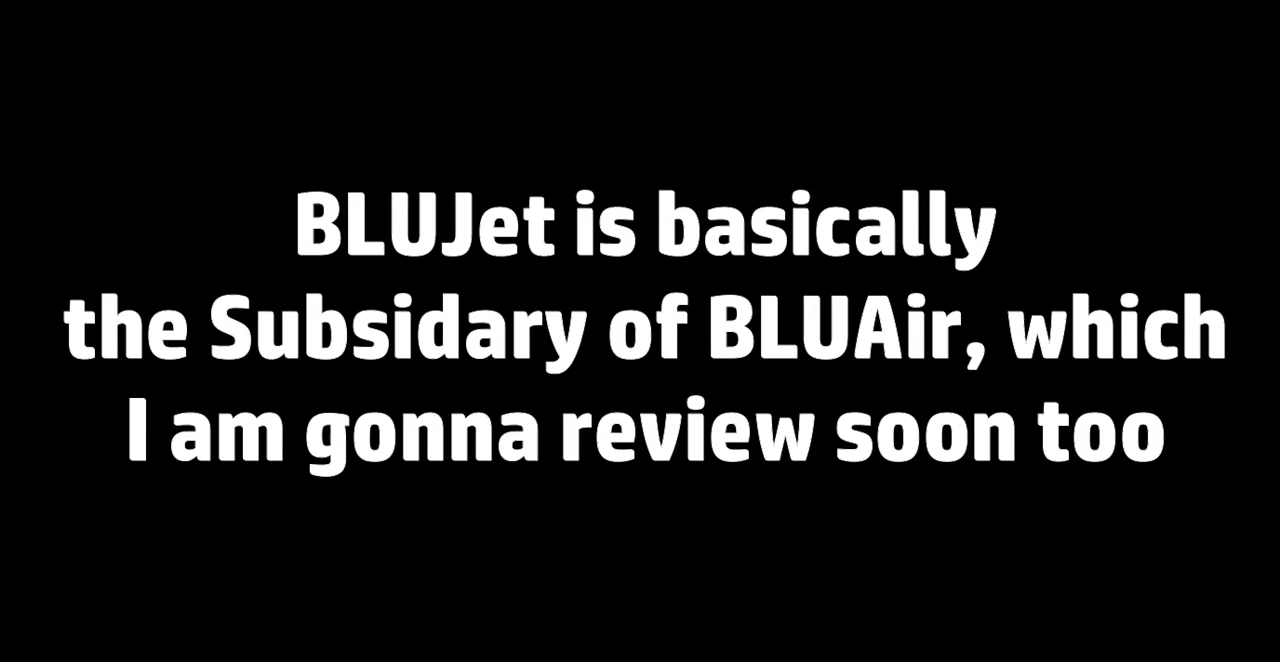 BLUJet is basically
the Subsidary of BLUAir, which
I am gonna review soon too